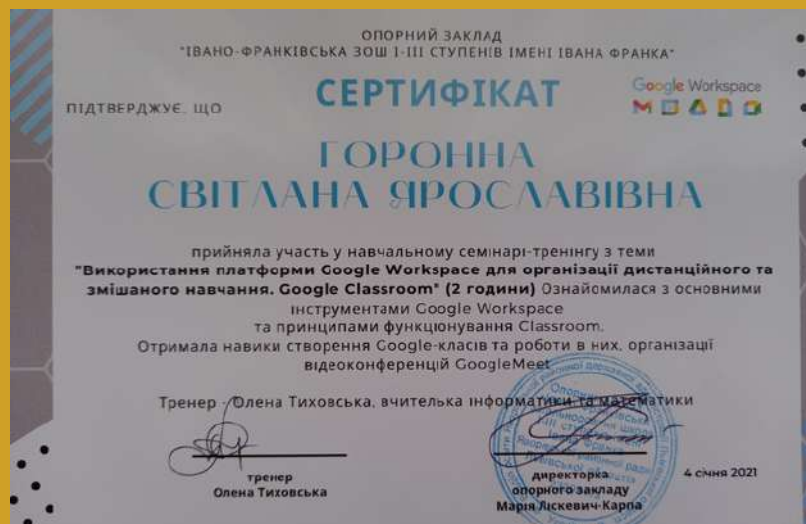 ОПОРНИЙ ЗАКЛАД
"ІВАНО-ФРАНКІВСЬКА ЗОШ І-ІІІ СТУПЕНІВ ІМЕНІ ІВАНА ФРАНКА"
СЕРТИФІКАТ
Google Workspace
ПІДТВЕРДЖУЄ, ЩО
ГОРОННА
СВІТЛАНА ЯРОСЛАВІВНА
прийняла участь у навчальному семінарі-тренінгу з теми
"Використання платформи Google Workspace для організації дистанційного та
змішаного навчання. Google Classroom" (2 години) Ознайомилася з основними
інструментами Google Workspace
та принципами функціонування Classroom.
Отримала навики створення Google-класів та роботи в них, організації
відеоконференцій GoogleMeet
Тренер - Олена Тиховська, вчителька інформатики та математики
тренер
Олена Тиховська
директорка
опорного закладу
Марія Ліскевич-Карпа
4 січня 2021